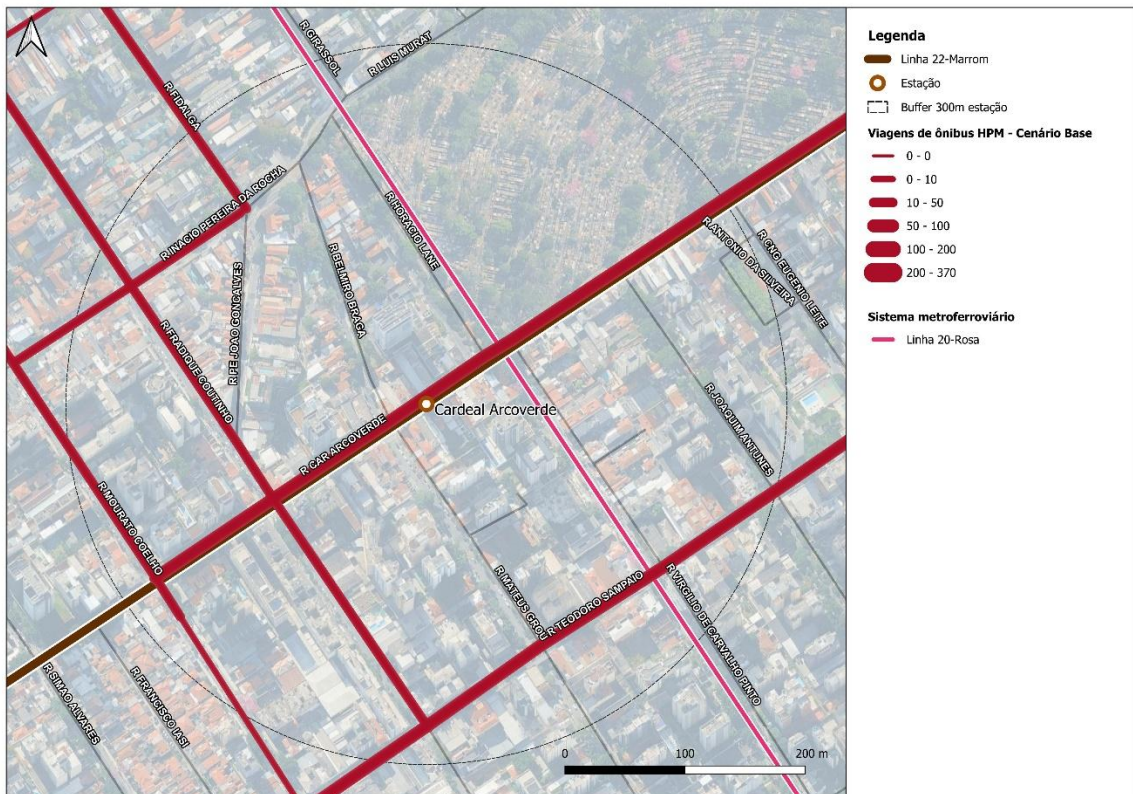 R GIRASSOL
R LUIS MURAT
R FIDALGA
R INACIO PEREIRA DA ROCHA
R HORACIO LANE
R BELMIRO BRAGA
R PE JOAO GONCALVES
R FRADIQUE COUTINHO
R ANTONIO DA SILVEIRA
R CNG EUGENIO LEITE
R JOAQUIM ANTUNES
Cardeal Arcoverde
R CAR ARCOVERDE
R MOURATO COELHO
R MATEUS GROU
R TEODORO SAMPAIO
R VIRGILIO DE CARVALHO PINTO
R SIMAO ALVARES
R FRANCISCO IASI
0 100 200 m
Legenda
Linha 22-Marrom
Estação
Buffer 300m estação
Viagens de ônibus HPM - Cenário Base
0 - 0
0 - 10
10 - 50
50 - 100
100 - 200
200 - 370
Sistema metroferroviário
Linha 20-Rosa